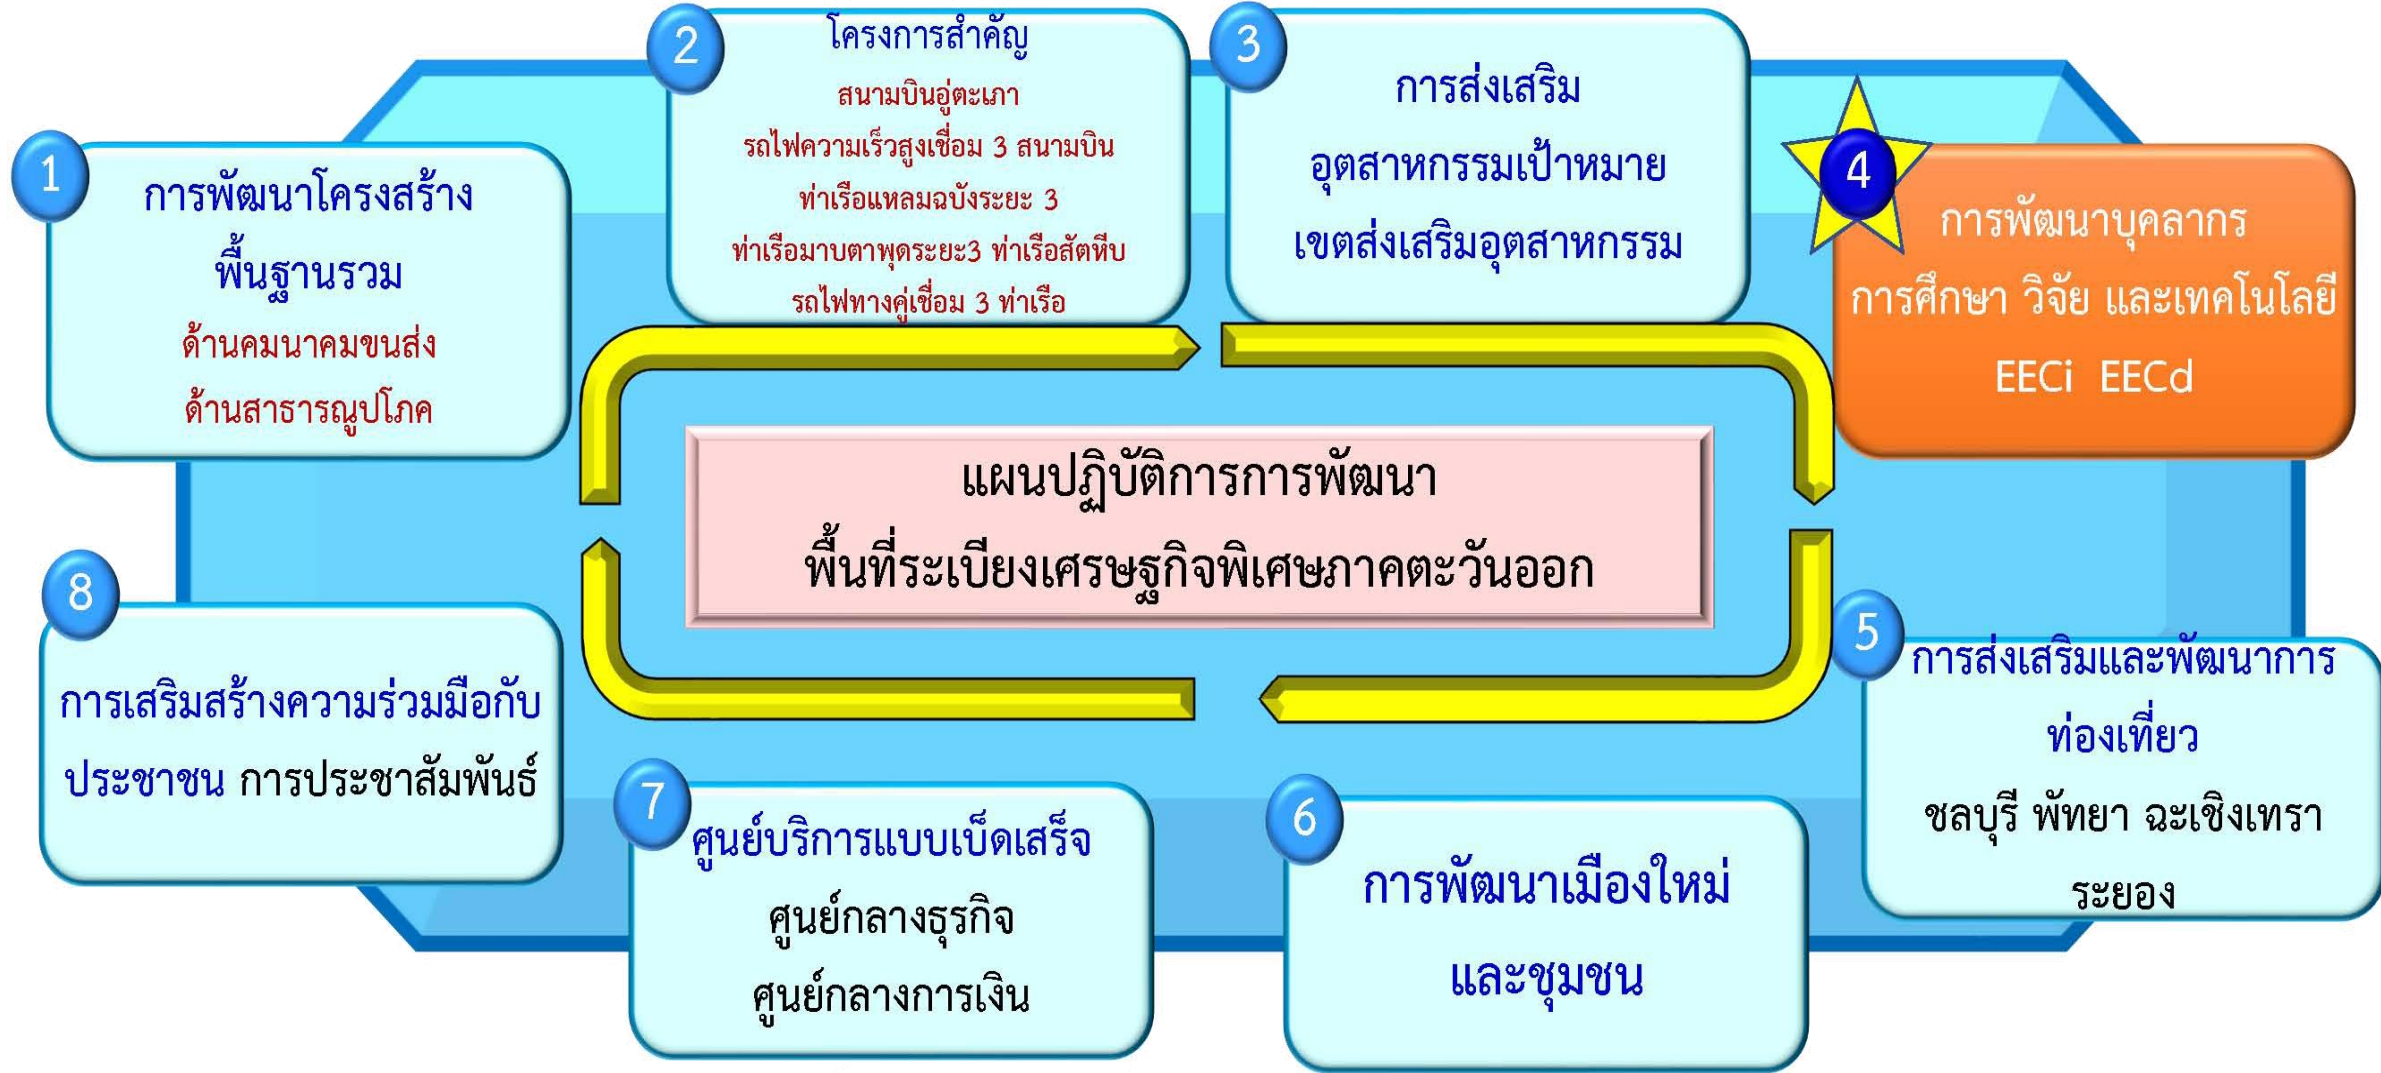 1
การพัฒนาโครงสร้าง
พื้นฐานรวม
ด้านคมนาคมขนส่ง
ด้านสาธารณูปโภค
2
โครงการสำคัญ
สนามบินอู่ตะเภา
รถไฟความเร็วสูงเชื่อม 3 สนามบิน
ท่าเรือแหลมฉบังระยะ 3
ท่าเรือมาบตาพุดระยะ3 ท่าเรือสัตหีบ
รถไฟทางคู่เชื่อม 3 ท่าเรือ
3
การส่งเสริม
อุตสาหกรรมเป้าหมาย
เขตส่งเสริมอุตสาหกรรม
4
การพัฒนาบุคลากร
การศึกษา วิจัย และเทคโนโลยี
EECi EECd
แผนปฏิบัติการการพัฒนา
พื้นที่ระเบียงเศรษฐกิจพิเศษภาคตะวันออก
5
การส่งเสริมและพัฒนาการ
ท่องเที่ยว
ชลบุรี พัทยา ฉะเชิงเทรา
ระยอง
6
การพัฒนาเมืองใหม่
และชุมชน
7
ศูนย์บริการแบบเบ็ดเสร็จ
ศูนย์กลางธุรกิจ
ศูนย์กลางการเงิน
8
การเสริมสร้างความร่วมมือกับ
ประชาชน การประชาสัมพันธ์